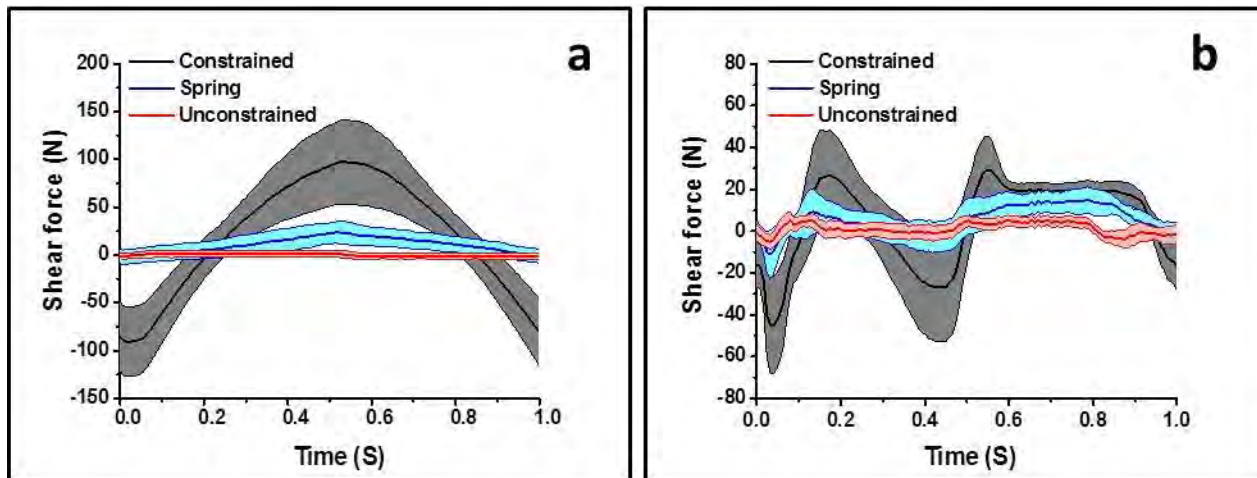 a
Constrained
Spring
Unconstrained
Shear force (N)
200
150
100
50
0
-50
-100
-150
0.0 0.2 0.4 0.6 0.8 1.0
Time (S)
b
Constrained
Spring
Unconstrained
Shear force (N)
80
60
40
20
0
-20
-40
-60
-80
0.0 0.2 0.4 0.6 0.8 1.0
Time (S)